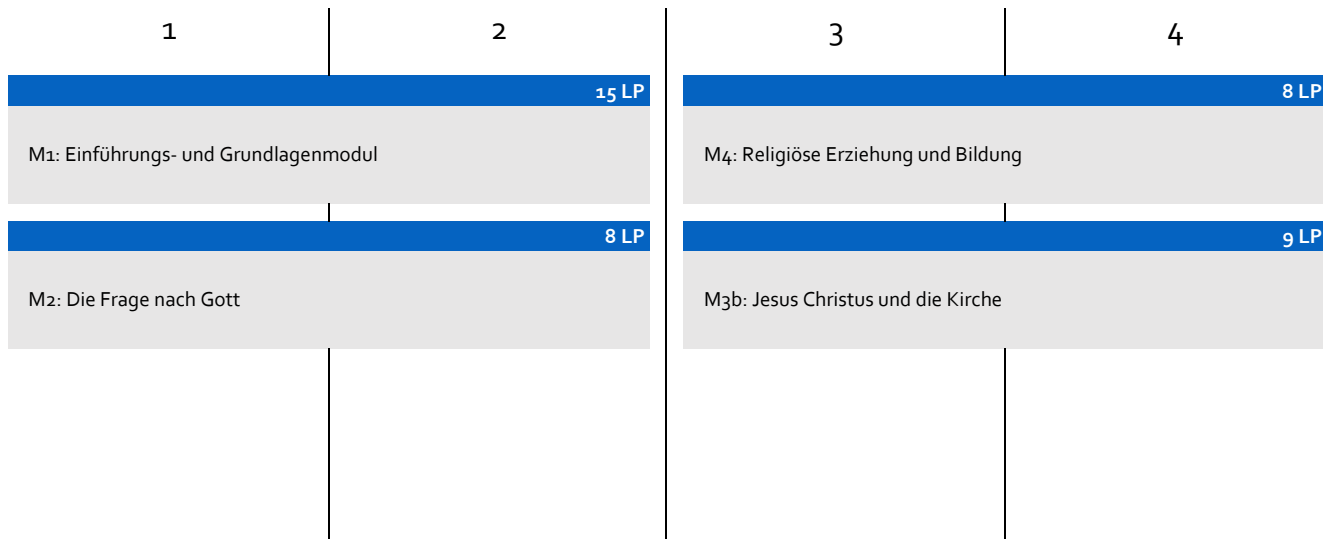 1
2
3
4
15 LP
8 LP
M1: Einführungs- und Grundlagenmodul
M4: Religiöse Erziehung und Bildung
8 LP
9 LP
M2: Die Frage nach Gott
M3b: Jesus Christus und die Kirche